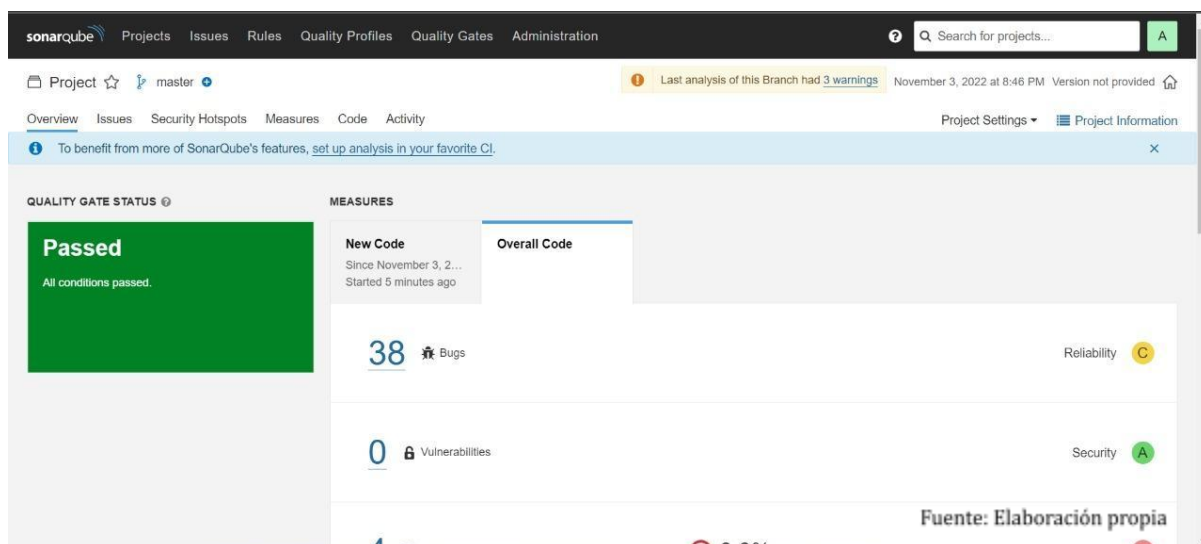 sonarqube Projects Issues Rules Quality Profiles Quality Gates Administration ? Search for projects... A
Project master Last analysis of this Branch had 3 warnings November 3, 2022 at 8:46 PM Version not provided
Overview Issues Security Hotspots Measures Code Activity Project Settings Project Information
To benefit from more of SonarQube's features, set up analysis in your favorite CI.
QUALITY GATE STATUS MEASURES
Passed
All conditions passed.
New Code Overall Code
Since November 3, 2...
Started 5 minutes ago
38 Bugs Reliability C
0 Vulnerabilities Security A
Fuente: Elaboración propia